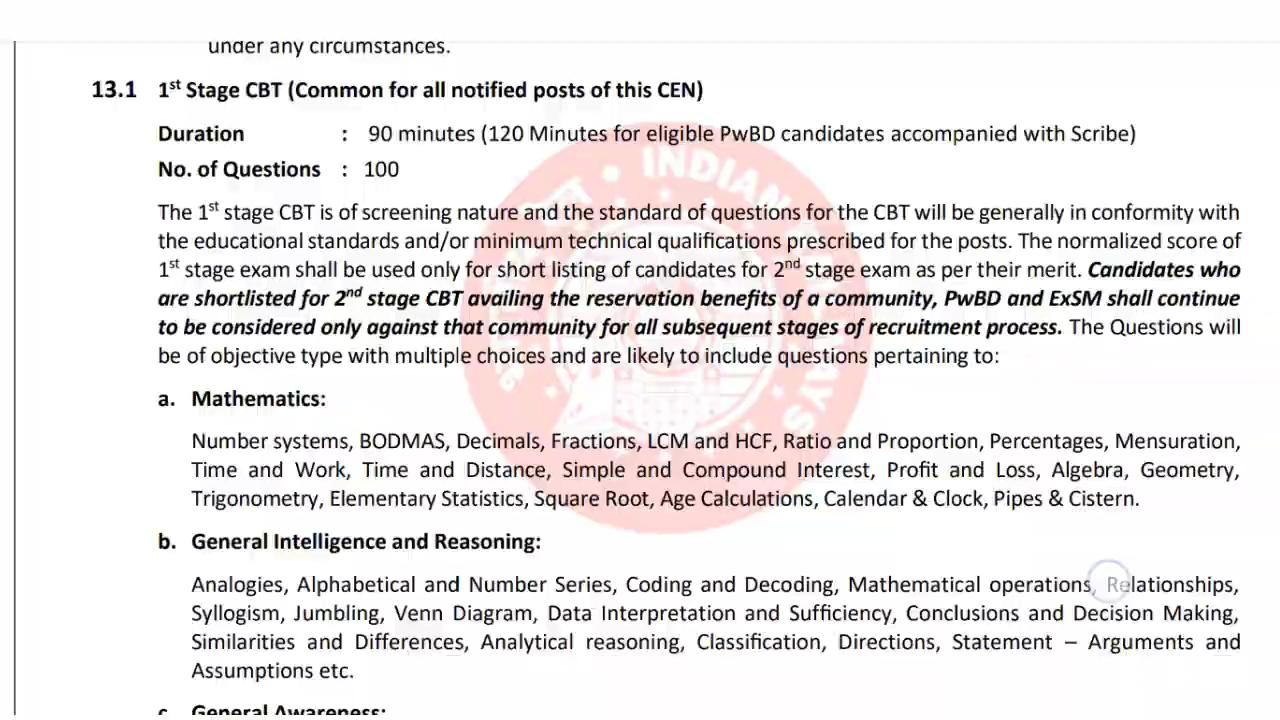 under any circumstances.
13.1 1st Stage CBT (Common for all notified posts of this CEN)
Duration : 90 minutes (120 Minutes for eligible PwBD candidates accompanied with Scribe)
No. of Questions : 100
The 1st stage CBT is of screening nature and the standard of questions for the CBT will be generally in conformity with
the educational standards and/or minimum technical qualifications prescribed for the posts. The normalized score of
1st stage exam shall be used only for short listing of candidates for 2nd stage exam as per their merit. Candidates who
are shortlisted for 2nd stage CBT availing the reservation benefits of a community, PwBD and ExSM shall continue
to be considered only against that community for all subsequent stages of recruitment process. The Questions will
be of objective type with multiple choices and are likely to include questions pertaining to:
a. Mathematics:
Number systems, BODMAS, Decimals, Fractions, LCM and HCF, Ratio and Proportion, Percentages, Mensuration,
Time and Work, Time and Distance, Simple and Compound Interest, Profit and Loss, Algebra, Geometry,
Trigonometry, Elementary Statistics, Square Root, Age Calculations, Calendar & Clock, Pipes & Cistern.
b. General Intelligence and Reasoning:
Analogies, Alphabetical and Number Series, Coding and Decoding, Mathematical operations, Relationships,
Syllogism, Jumbling, Venn Diagram, Data Interpretation and Sufficiency, Conclusions and Decision Making,
Similarities and Differences, Analytical reasoning, Classification, Directions, Statement – Arguments and
Assumptions etc.
c. General Awareness:
INDIAN RAILWAYS